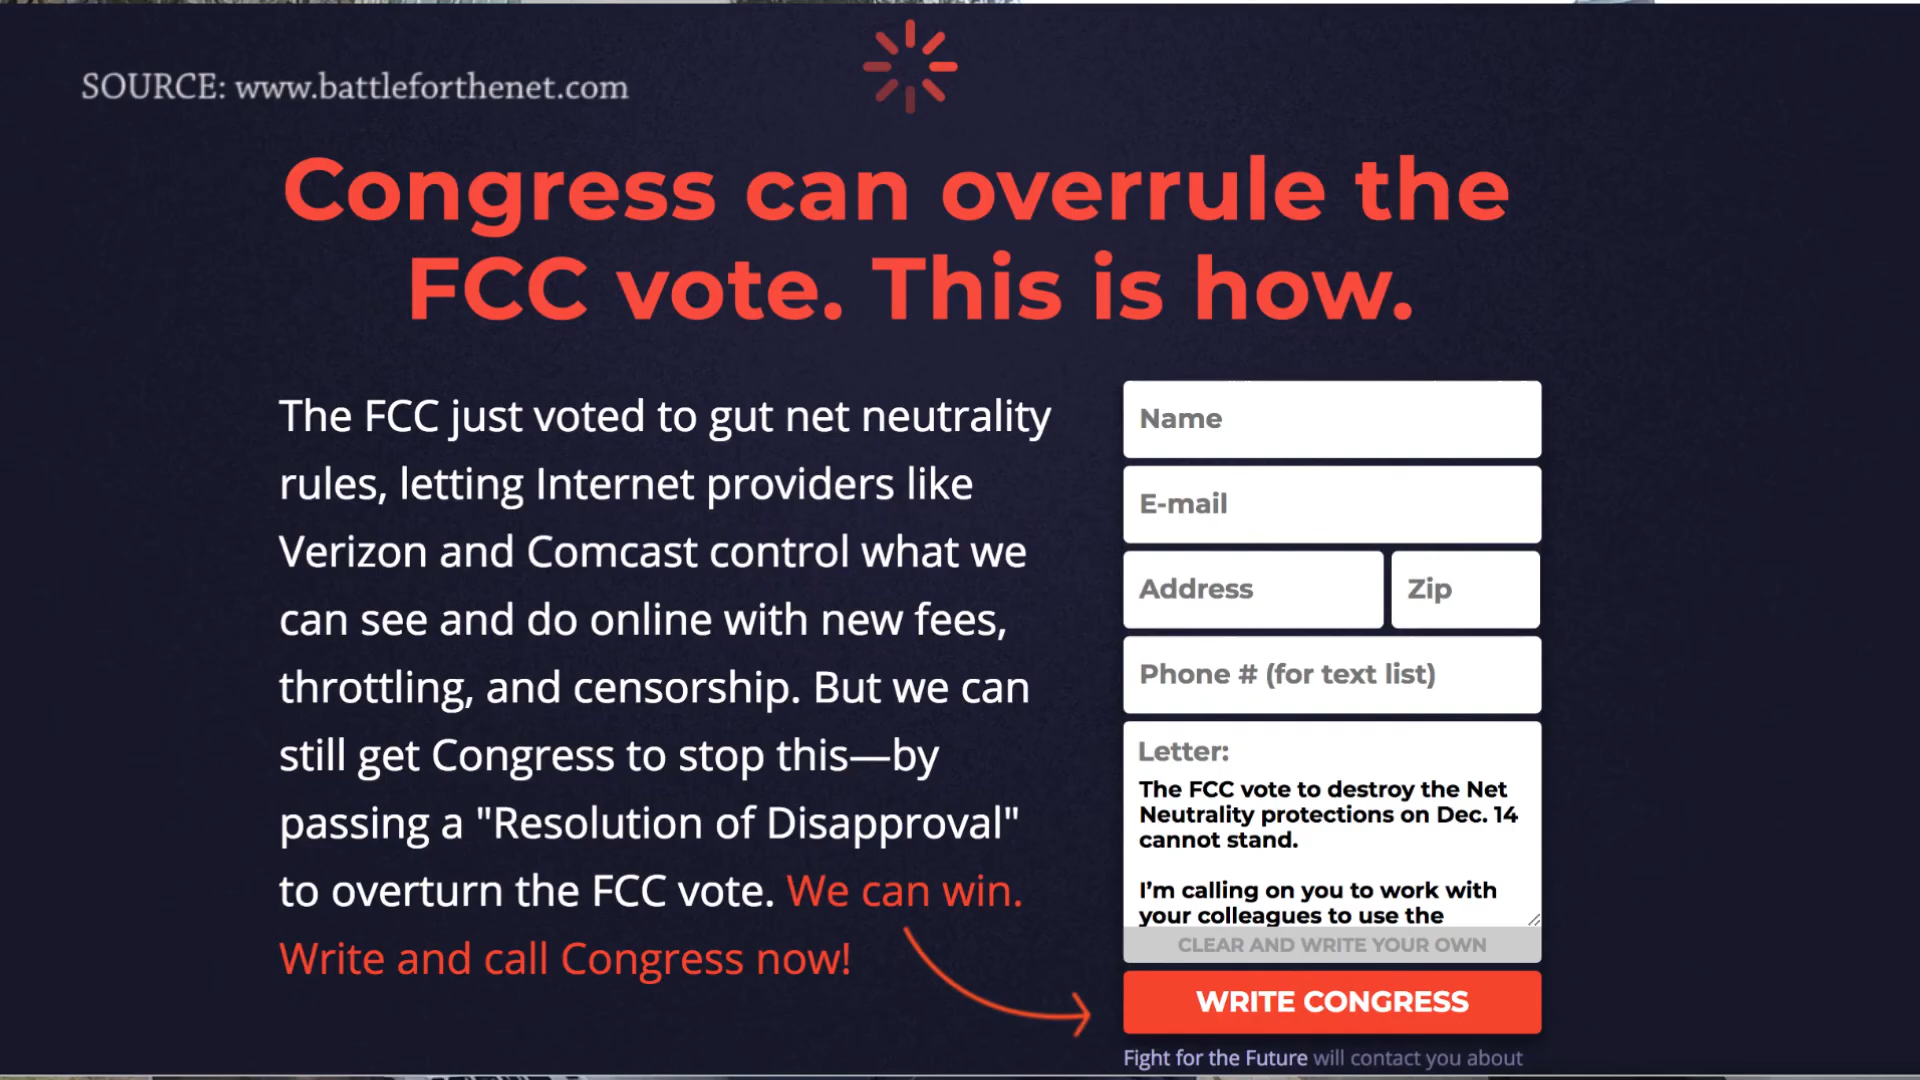 SOURCE: www.battleforthenet.com
Congress can overrule the
FCC vote. This is how.
The FCC just voted to gut net neutrality
rules, letting Internet providers like
Verizon and Comcast control what we
can see and do online with new fees,
throttling, and censorship. But we can
still get Congress to stop this—by
passing a "Resolution of Disapproval"
to overturn the FCC vote. We can win.
Write and call Congress now!
Name
E-mail
Address Zip
Phone # (for text list)
Letter:
The FCC vote to destroy the Net
Neutrality protections on Dec. 14
cannot stand.
I'm calling on you to work with
your colleagues to use the
CLEAR AND WRITE YOUR OWN
WRITE CONGRESS
Fight for the Future will contact you about